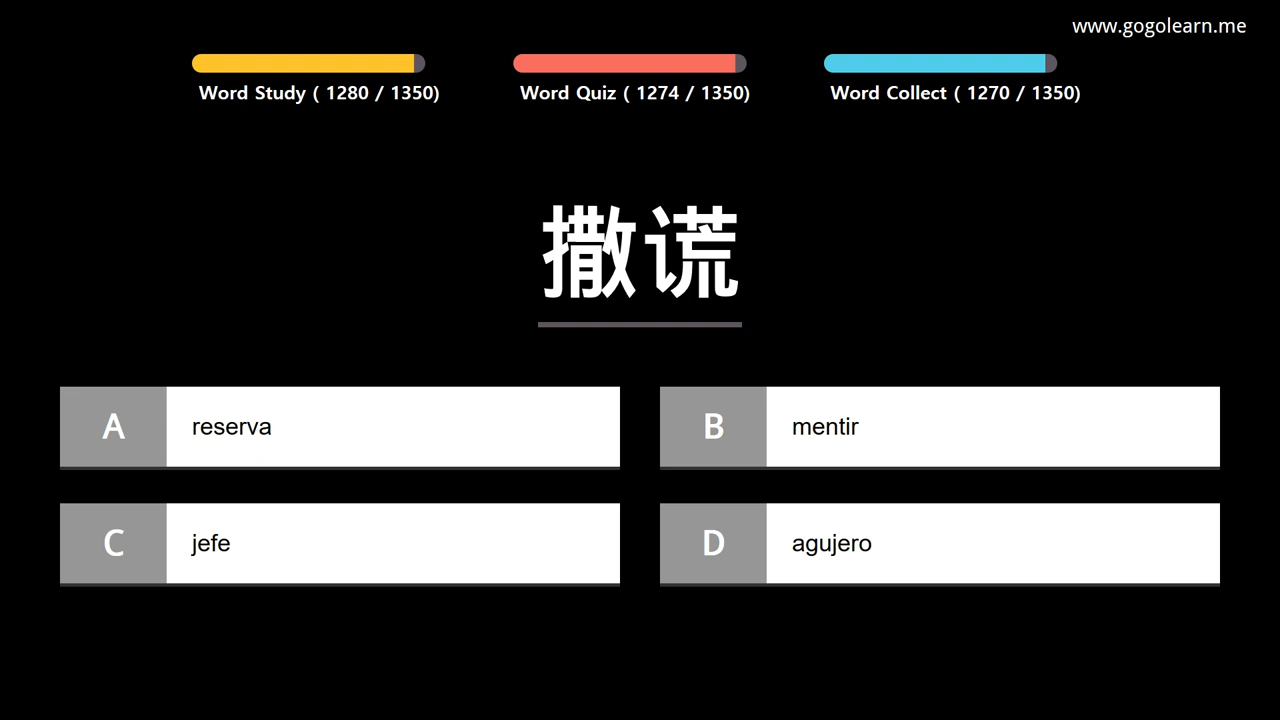 www.gogolearn.me
Word Study ( 1280 / 1350)
Word Quiz ( 1274 / 1350)
Word Collect ( 1270 / 1350)
撒谎
A reserva
B mentir
C jefe
D agujero